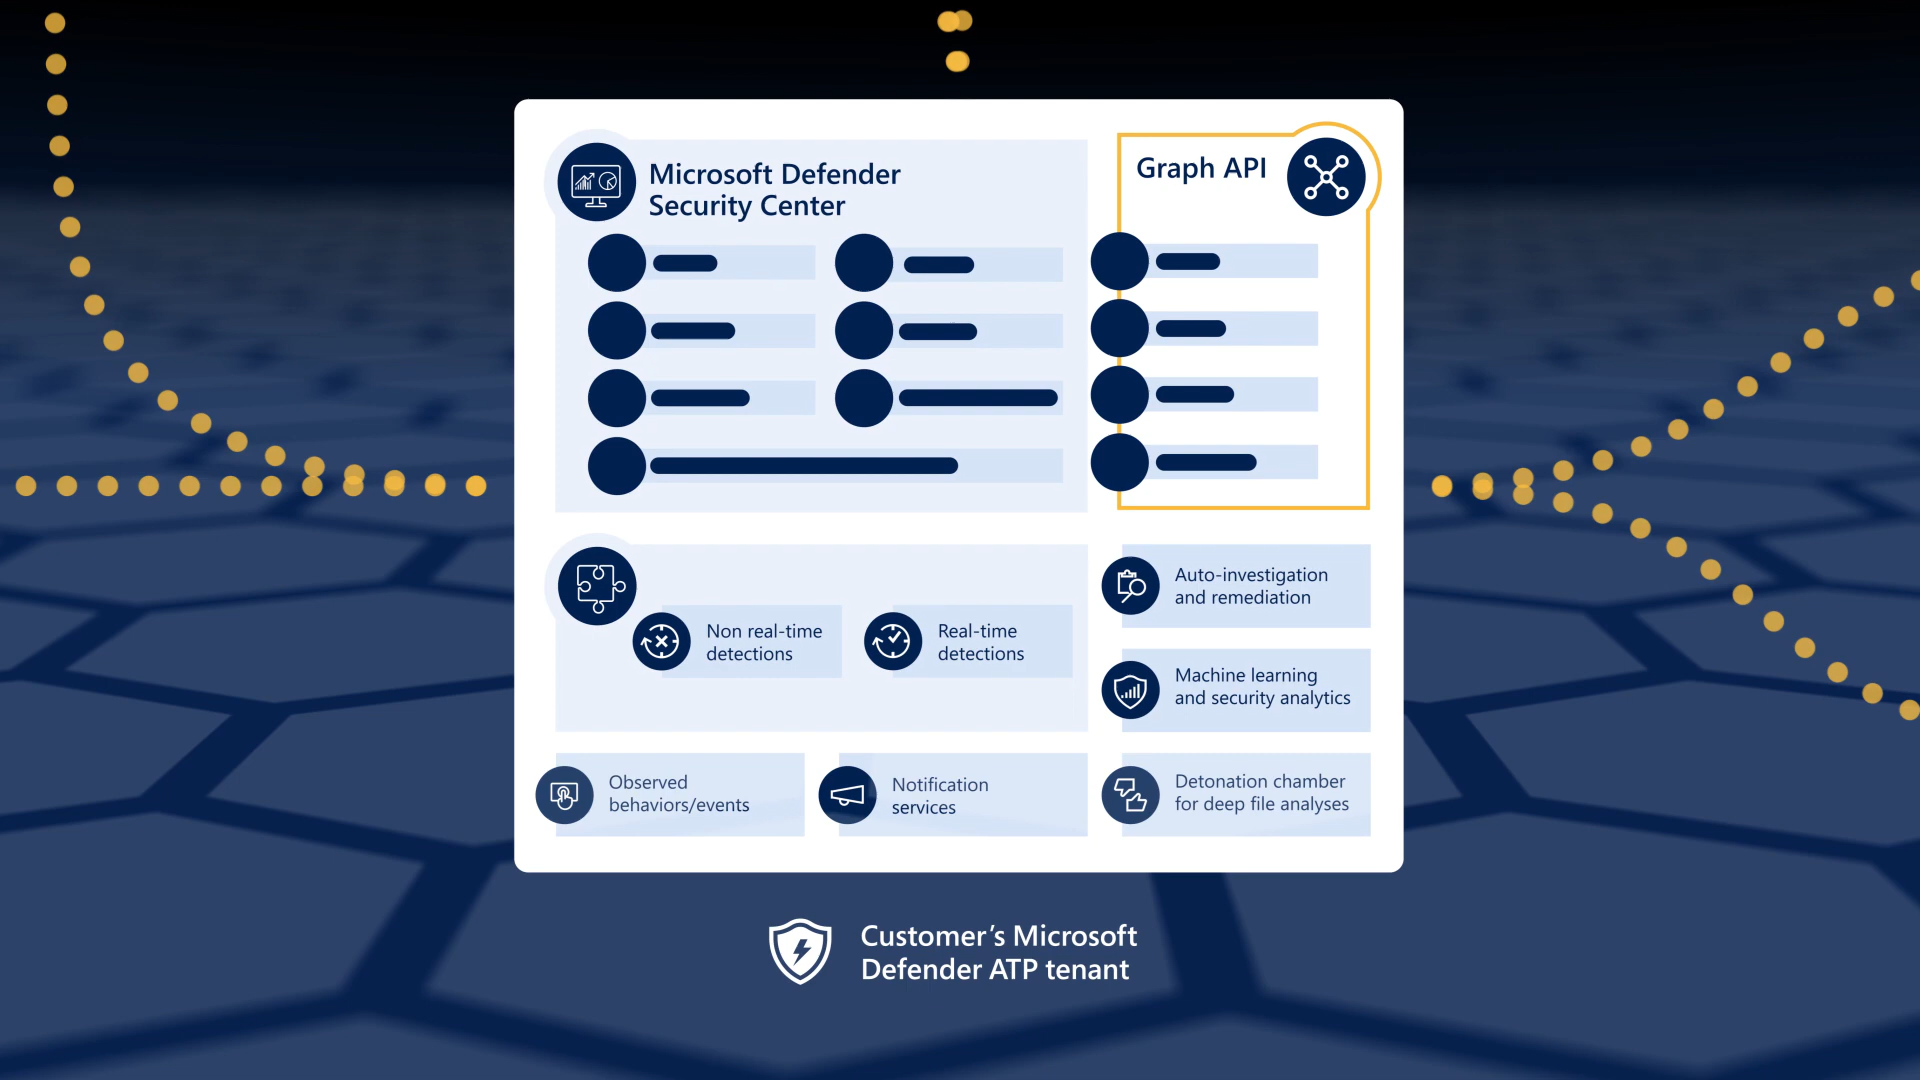 Microsoft Defender
Security Center
Graph API
Non real-time
detections
Real-time
detections
Auto-investigation
and remediation
Machine learning
and security analytics
Observed
behaviors/events
Notification
services
Detonation chamber
for deep file analyses
Customer’s Microsoft
Defender ATP tenant